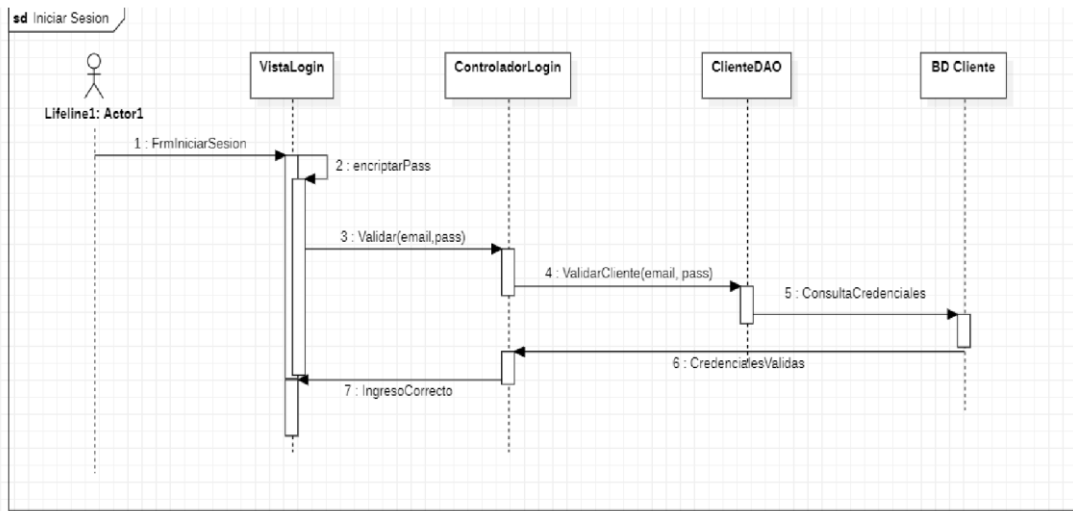 sd Iniciar Sesion
VistaLogin
ControladorLogin
ClienteDAO
BD Cliente
Lifeline1: Actor1
1 : FrmIniciarSesion
2 : encriptarPass
3 : Validar(email,pass)
4 : ValidarCliente(email, pass)
5 : ConsultaCredenciales
6 : CredencialesValidas
7 : IngresoCorrecto